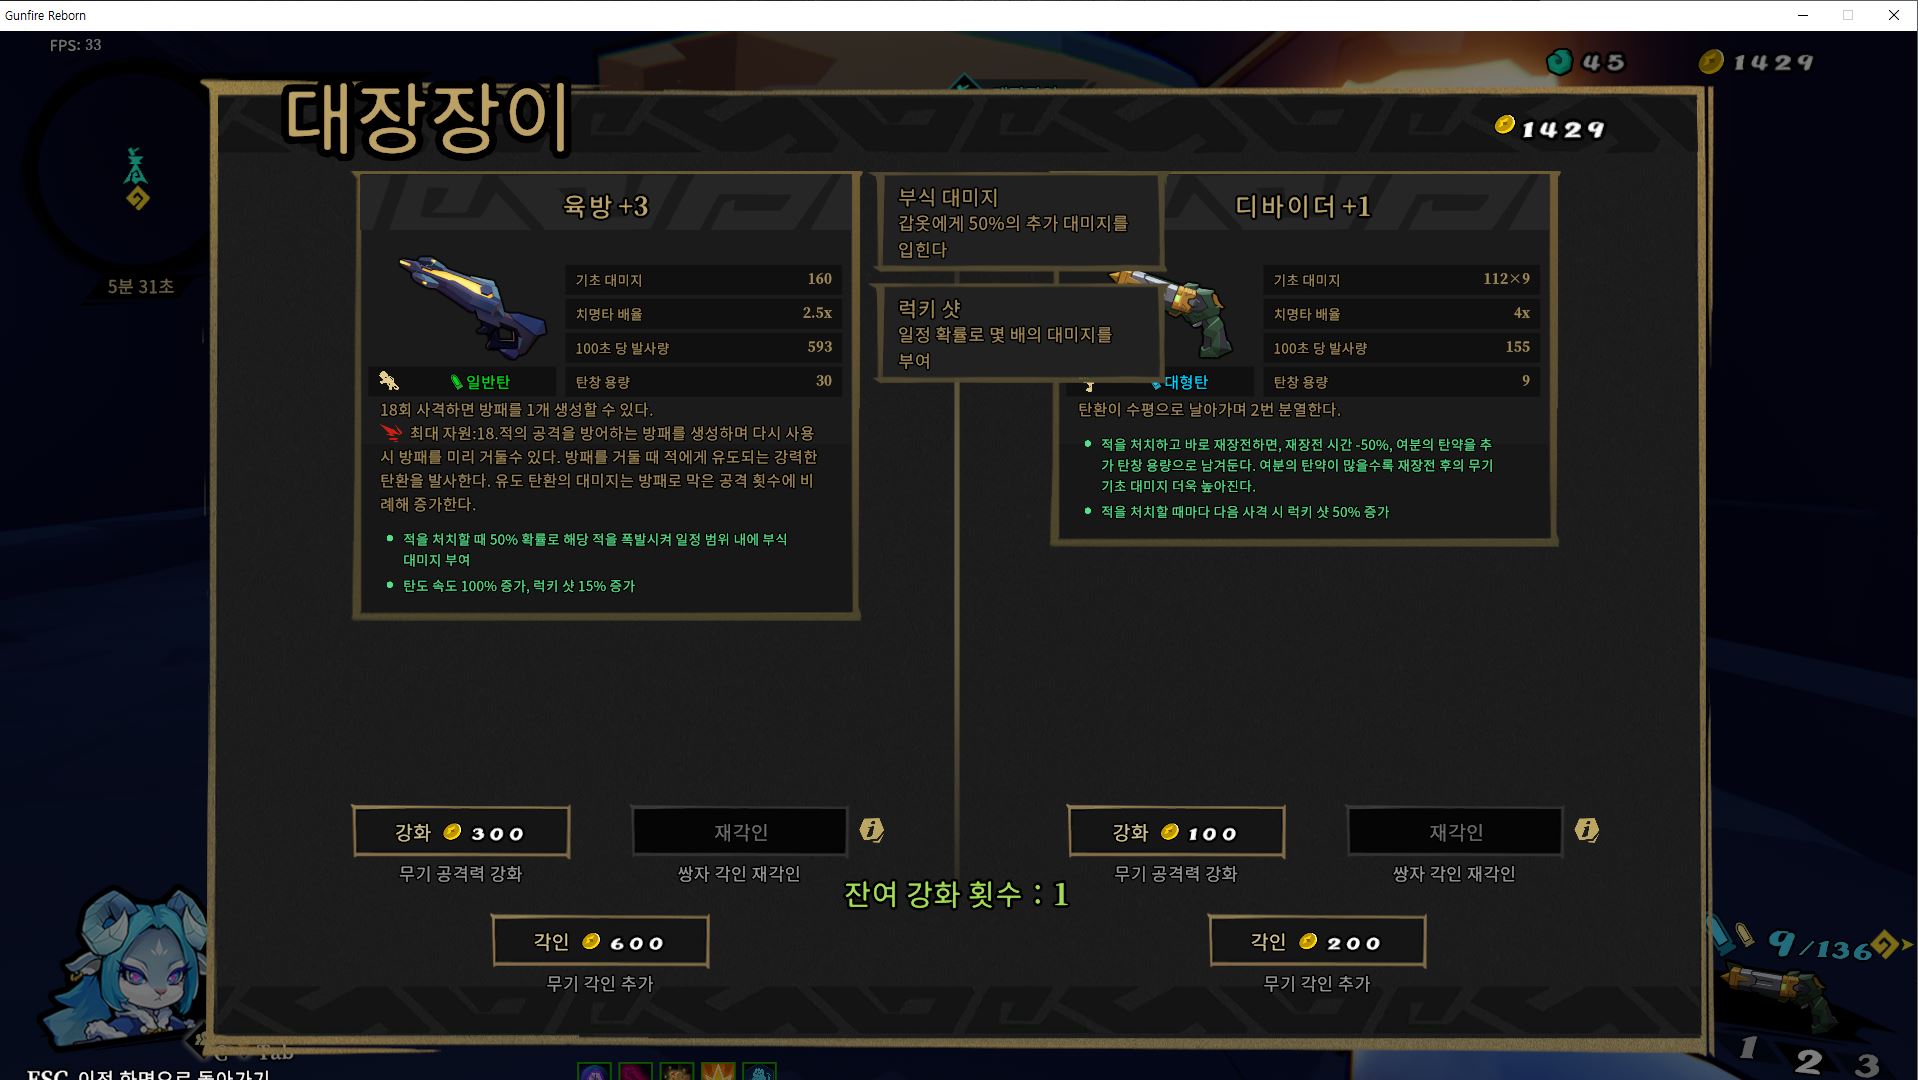 Gunfire Reborn
FPS: 33
45
1429
대장장이
1429
5분 31초
육방 +3
기초 대미지 160
치명타 배율 2.5x
100초 당 발사량 593
일반탄
탄창 용량 30
18회 사격하면 방패를 1개 생성할 수 있다.
최대 자원:18.적의 공격을 방어하는 방패를 생성하며 다시 사용
시 방패를 미리 거둘수 있다. 방패를 거둘 때 적에게 유도되는 강력한
탄환을 발사한다. 유도 탄환의 대미지는 방패로 막은 공격 횟수에 비
례해 증가한다.
적을 처치할 때 50% 확률로 해당 적을 폭발시켜 일정 범위 내에 부식
대미지 부여
탄도 속도 100% 증가, 럭키 샷 15% 증가
부식 대미지
갑옷에게 50%의 추가 대미지를
입힌다
럭키 샷
일정 확률로 몇 배의 대미지를
부여
디바이더 +1
기초 대미지 112×9
치명타 배율 4x
100초 당 발사량 155
대형탄
탄창 용량 9
탄환이 수평으로 날아가며 2번 분열한다.
적을 처치하고 바로 재장전하면, 재장전 시간 -50%, 여분의 탄약을 추
가 탄창 용량으로 남겨둔다. 여분의 탄약이 많을수록 재장전 후의 무기
기초 대미지 더욱 높아진다.
적을 처치할 때마다 다음 사격 시 럭키 샷 50% 증가
강화 300
무기 공격력 강화
재각인
쌍자 각인 재각인
강화 100
무기 공격력 강화
재각인
쌍자 각인 재각인
잔여 강화 횟수 : 1
각인 600
무기 각인 추가
각인 200
무기 각인 추가
9/136
1 2 3
C Tab
ESC 이전 화면으로 돌아가기